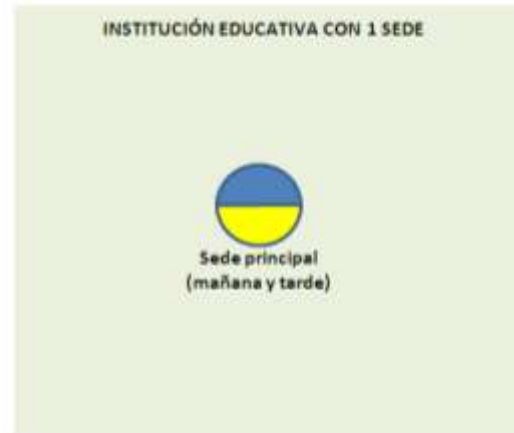 INSTITUCIÓN EDUCATIVA CON 1 SEDE
Sede principal
(mañana y tarde)